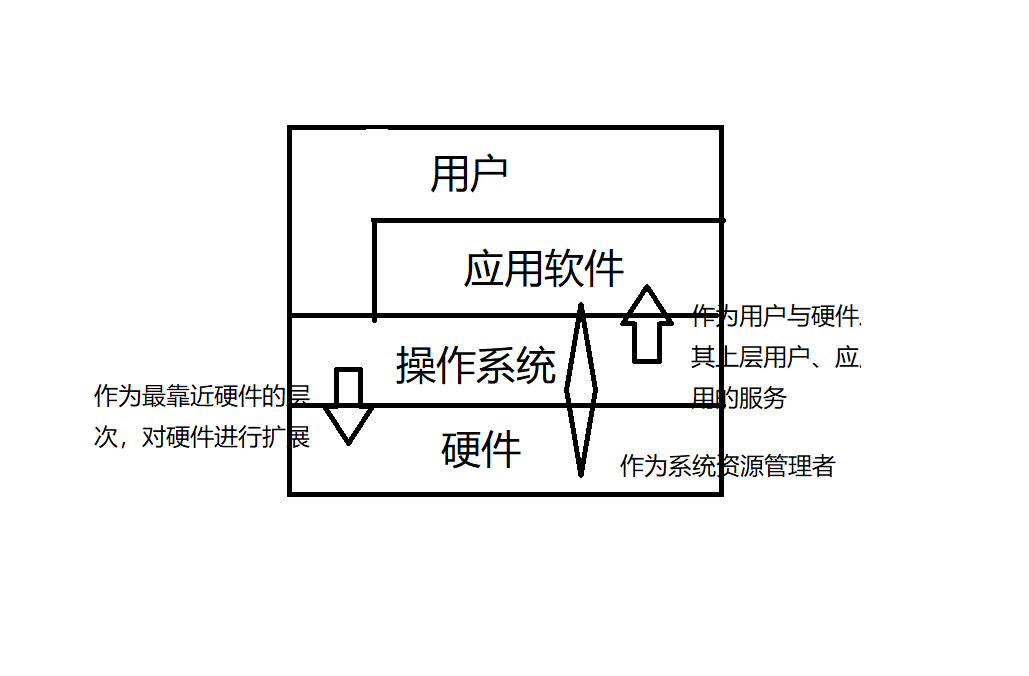 用户
应用软件
作为用户与硬件
其上层用户、应
用的服务
操作系统
作为最靠近硬件的层
次，对硬件进行扩展
硬件
作为系统资源管理者